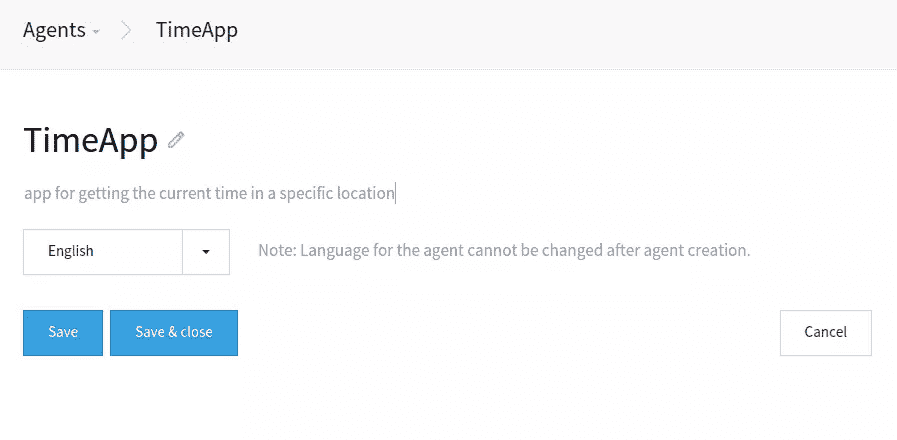 Agents TimeApp
TimeApp
app for getting the current time in a specific location
English Note: Language for the agent cannot be changed after agent creation.
Save Save & close Cancel